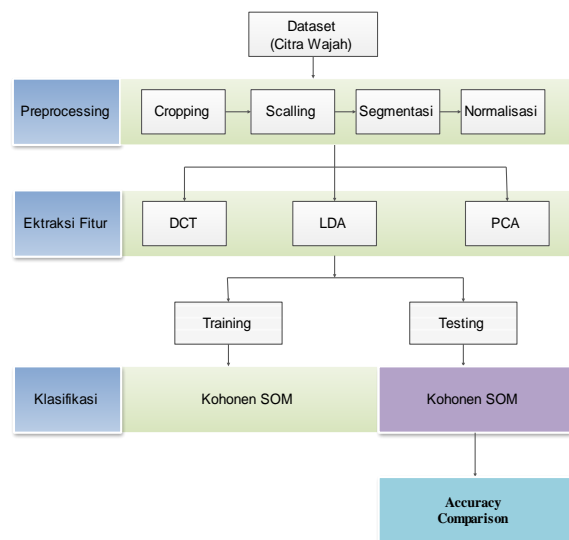 Dataset
(Citra Wajah)
Preprocessing
Cropping
Scalling
Segmentasi
Normalisasi
Ektraksi Fitur
DCT
LDA
PCA
Training
Testing
Klasifikasi
Kohonen SOM
Kohonen SOM
Accuracy
Comparison